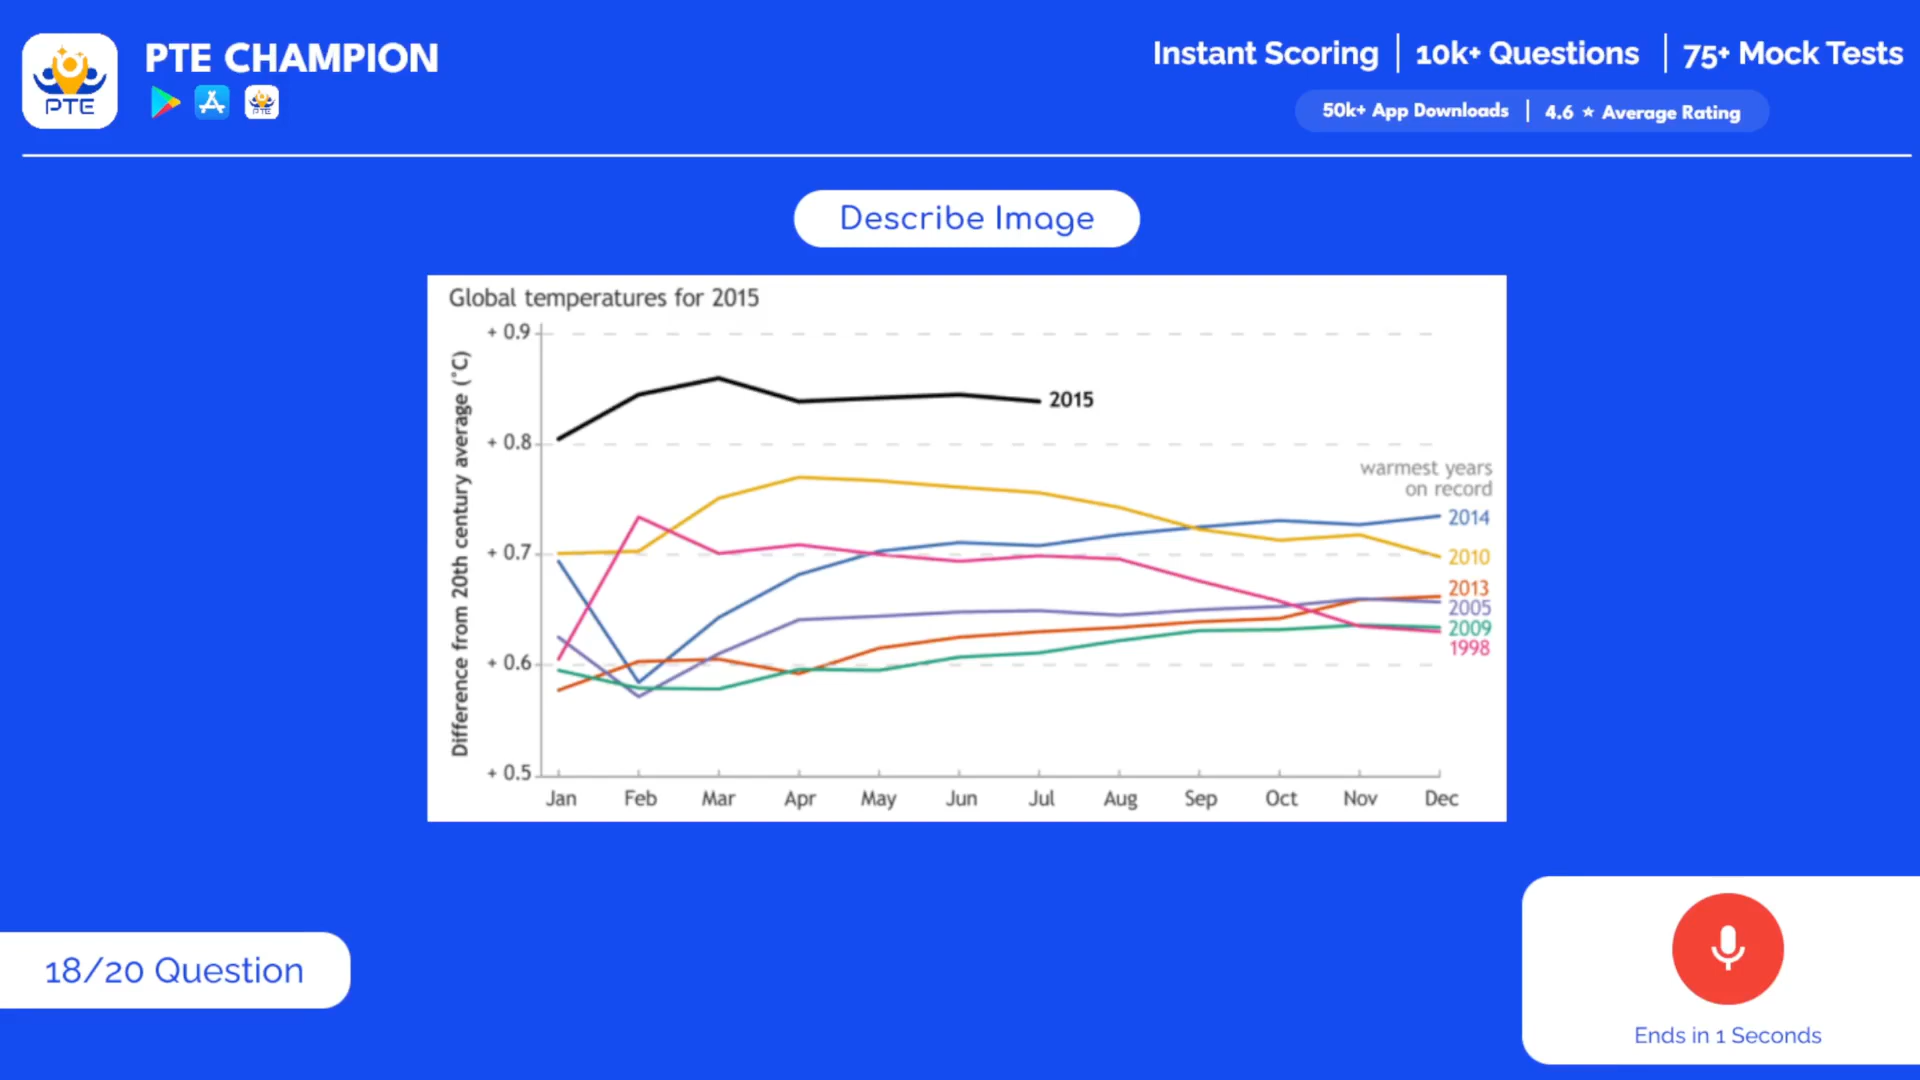 PTE CHAMPION
PTE
PTE
Instant Scoring | 10k+ Questions | 75+ Mock Tests
50k+ App Downloads | 4.6 ★ Average Rating
Describe Image
Global temperatures for 2015
Difference from 20th century average (°C)
+ 0.9
+ 0.8
+ 0.7
+ 0.6
+ 0.5
2015
warmest years
on record
2014
2010
2013
2005
2009
1998
Jan Feb Mar Apr May Jun Jul Aug Sep Oct Nov Dec
18/20 Question
Ends in 1 Seconds